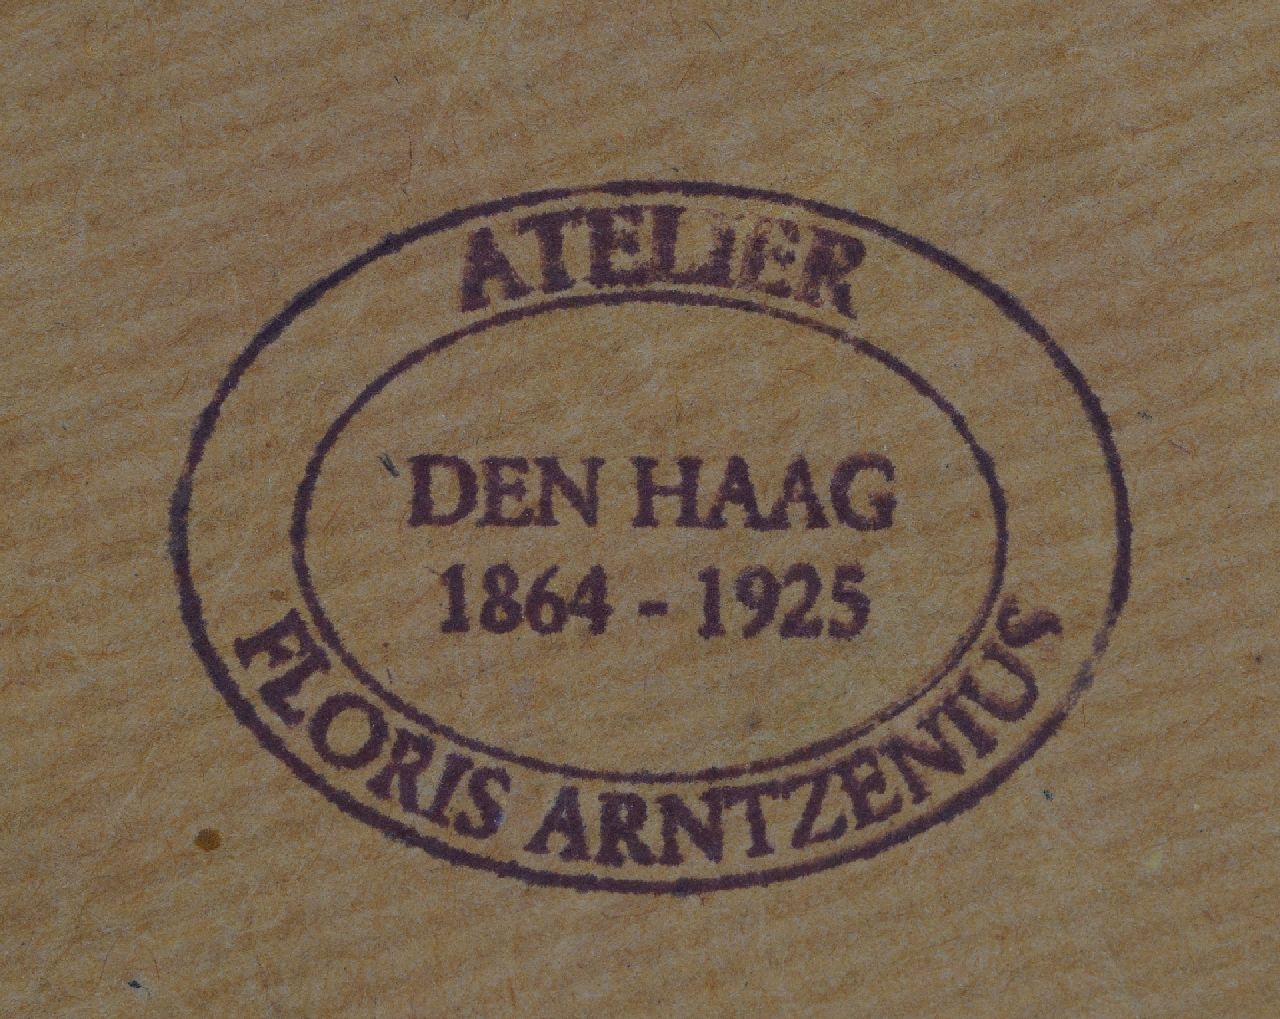 ATELIER
DEN HAAG
1864 - 1925
FLORIS ARNTZENIUS